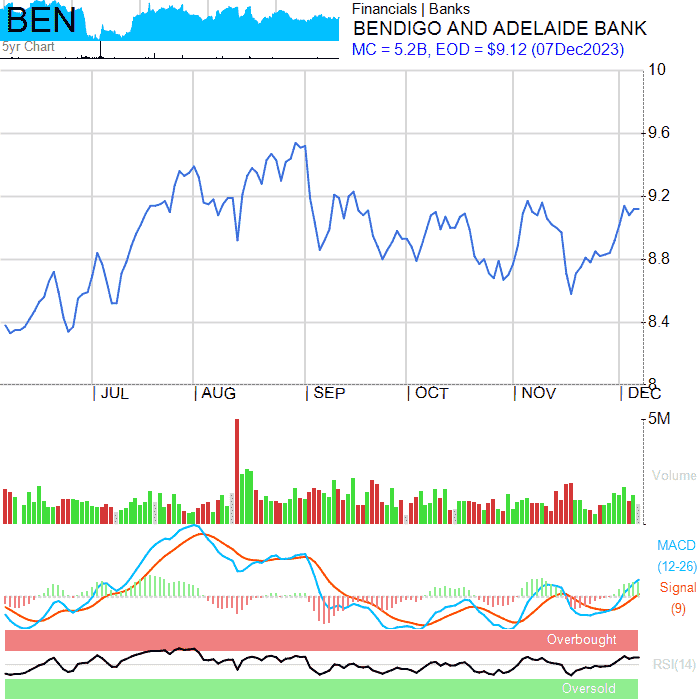 BEN
5yr Chart
Financials | Banks
BENDIGO AND ADELAIDE BANK
MC = 5.2B, EOD = $9.12 (07Dec2023)
10
9.6
9.2
8.8
8.4
8
JUL
AUG
SEP
OCT
NOV
DEC
5M
Volume
MACD
(12-26)
Signal
(9)
Overbought
RSI(14)
Oversold